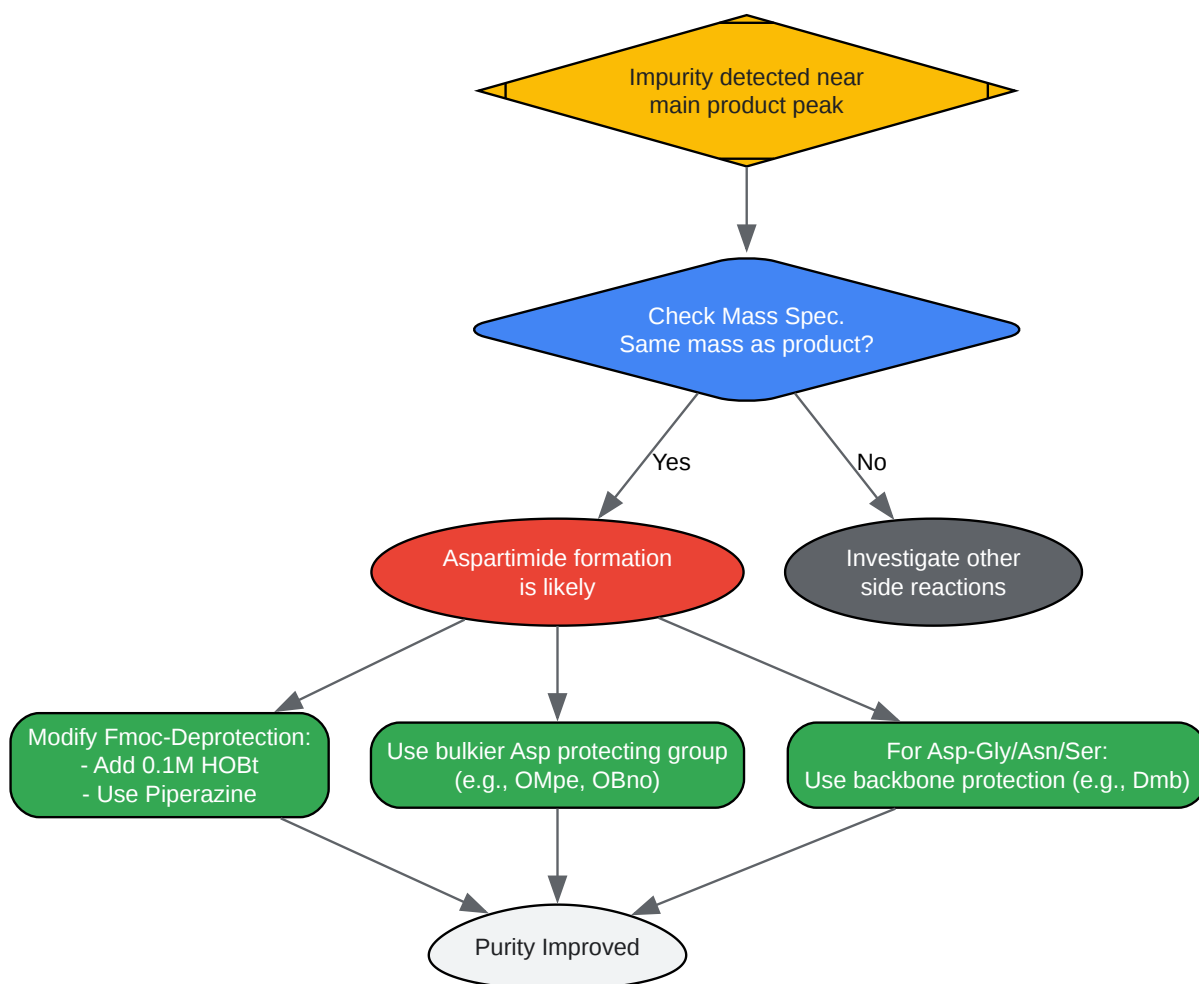 Impurity detected near
main product peak
Check Mass Spec.
Same mass as product?
Yes
No
Aspartimide formation
is likely
Investigate other
side reactions
Modify Fmoc-Deprotection:
- Add 0.1M HOBt
- Use Piperazine
Use bulkier Asp protecting group
(e.g., OMpe, OBno)
For Asp-Gly/Asn/Ser:
Use backbone protection (e.g., Dmb)
Purity Improved